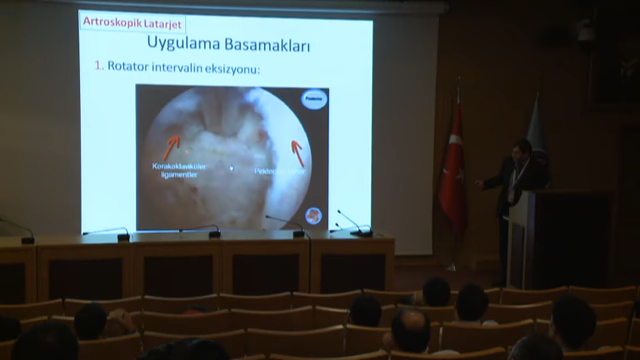 Artroskopik Latarjet
Uygulama Basamakları
1. Rotator intervalin eksizyonu:
Korakoklaviküler
ligamentler